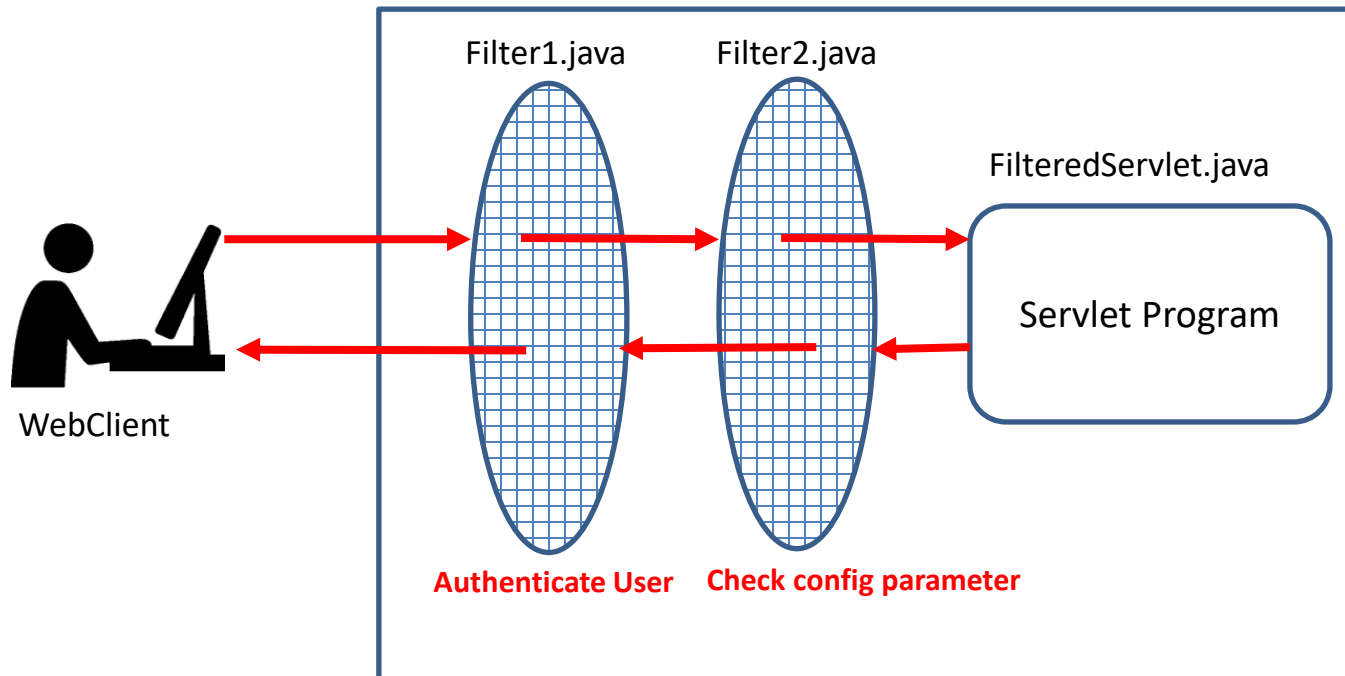 Filter1.java
Filter2.java
FilteredServlet.java
Servlet Program
WebClient
Authenticate User
Check config parameter